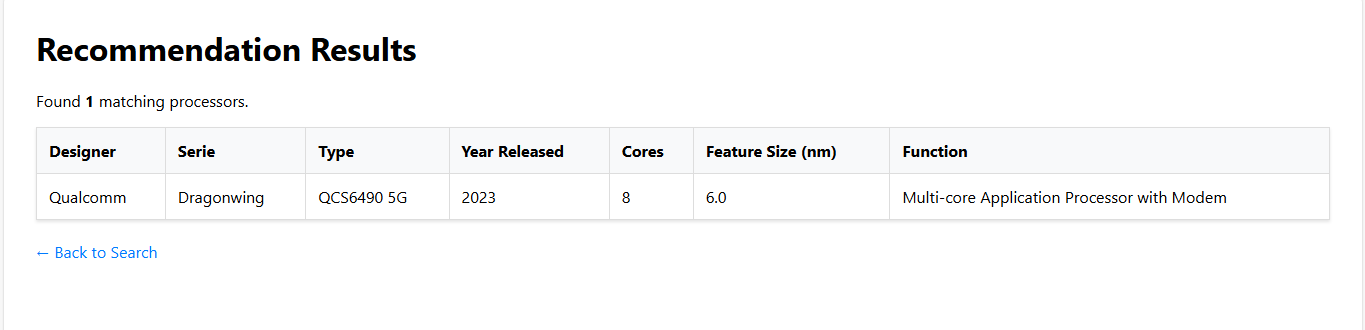 Recommendation Results
Found 1 matching processors.
Designer Serie Type Year Released Cores Feature Size (nm) Function
Qualcomm Dragonwing QCS6490 5G 2023 8 6.0 Multi-core Application Processor with Modem
← Back to Search